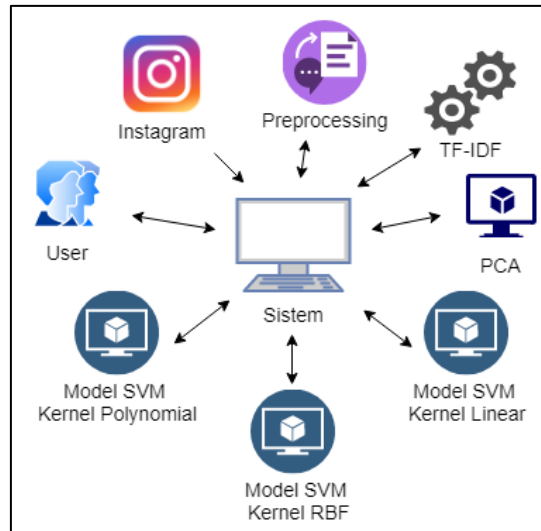 Instagram
Preprocessing
TF-IDF
User
Sistem
PCA
Model SVM
Kernel Polynomial
Model SVM
Kernel RBF
Model SVM
Kernel Linear